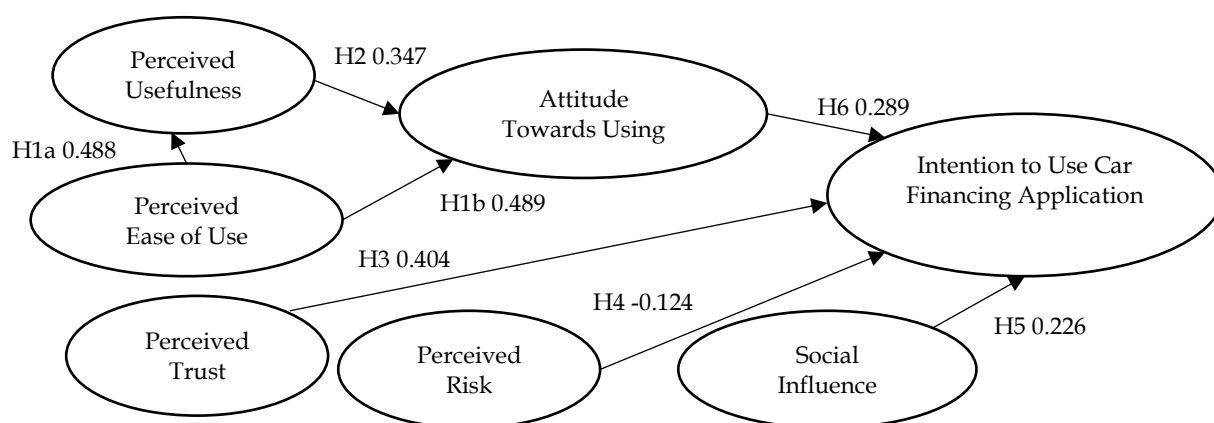 Perceived
Usefulness
H2 0.347
Attitude
Towards Using
H6 0.289
Intention to Use Car
Financing Application
H1a 0.488
Perceived
Ease of Use
H1b 0.489
H3 0.404
Perceived
Trust
H4 -0.124
Perceived
Risk
H5 0.226
Social
Influence